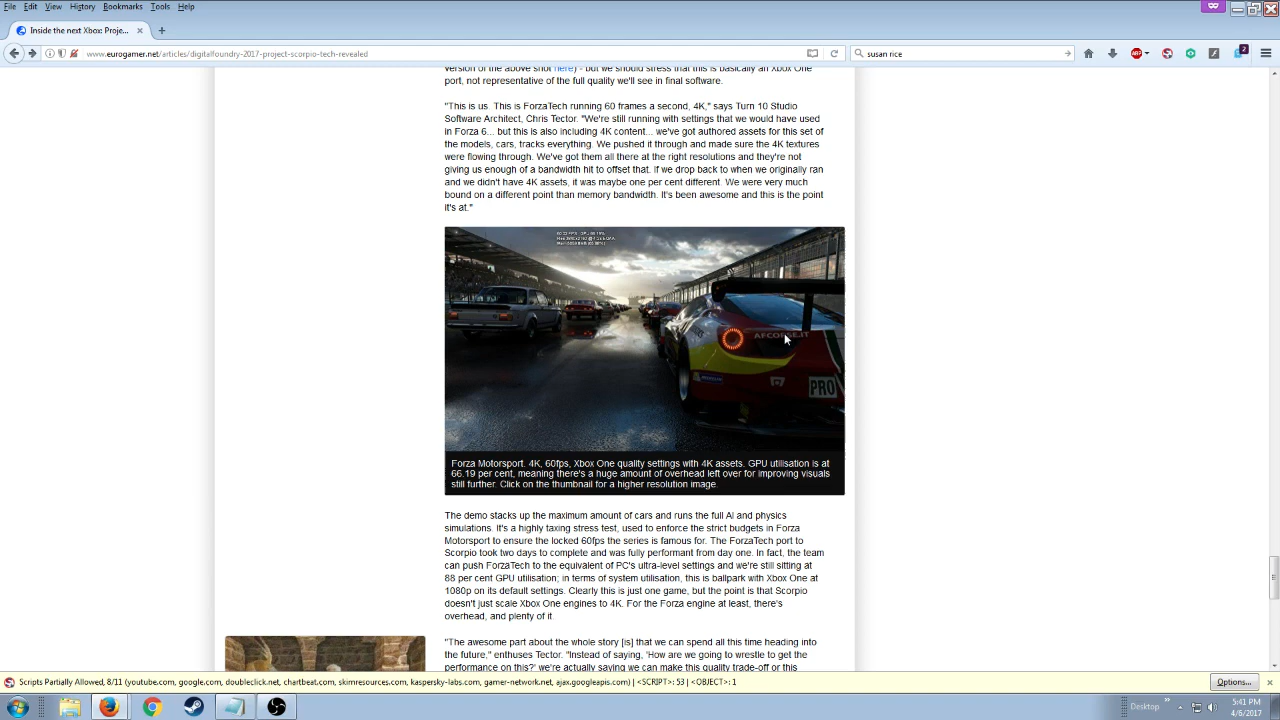 File Edit View History Bookmarks Tools Help
Inside the next Xbox Proje...
www.eurogamer.net/articles/digitalfoundry-2017-project-scorpio-tech-revealed
susan rice
ABP
2
version of the above shot here) - but we should stress that this is basically an Xbox One
port, not representative of the full quality we'll see in final software.
"This is us. This is ForzaTech running 60 frames a second, 4K," says Turn 10 Studio
Software Architect, Chris Tector. "We're still running with settings that we would have used
in Forza 6... but this is also including 4K content... we've got authored assets for this set of
the models, cars, tracks everything. We pushed it through and made sure the 4K textures
were flowing through. We've got them all there at the right resolutions and they're not
giving us enough of a bandwidth hit to offset that. If we drop back to when we originally ran
and we didn't have 4K assets, it was maybe one per cent different. We were very much
bound on a different point than memory bandwidth. It's been awesome and this is the point
it's at."
AFCORSE.IT
PRO
Forza Motorsport. 4K, 60fps, Xbox One quality settings with 4K assets. GPU utilisation is at
66.19 per cent, meaning there's a huge amount of overhead left over for improving visuals
still further. Click on the thumbnail for a higher resolution image.
The demo stacks up the maximum amount of cars and runs the full AI and physics
simulations. It's a highly taxing stress test, used to enforce the strict budgets in Forza
Motorsport to ensure the locked 60fps the series is famous for. The ForzaTech port to
Scorpio took two days to complete and was fully performant from day one. In fact, the team
can push ForzaTech to the equivalent of PC's ultra-level settings and we're still sitting at
88 per cent GPU utilisation; in terms of system utilisation, this is ballpark with Xbox One at
1080p on its default settings. Clearly this is just one game, but the point is that Scorpio
doesn't just scale Xbox One engines to 4K. For the Forza engine at least, there's
overhead, and plenty of it.
"The awesome part about the whole story [is] that we can spend all this time heading into
the future," enthuses Tector. "Instead of saying, 'How are we going to wrestle to get the
performance on this?' we're actually saying we can make this quality trade-off or this
Scripts Partially Allowed, 8/11 (youtube.com, google.com, doubleclick.net, chartbeat.com, skimresources.com, kaspersky-labs.com, gamer-network.net, ajax.googleapis.com) | <SCRIPT>: 53 | <OBJECT>: 1
Options...
Desktop
5:41 PM
4/6/2017